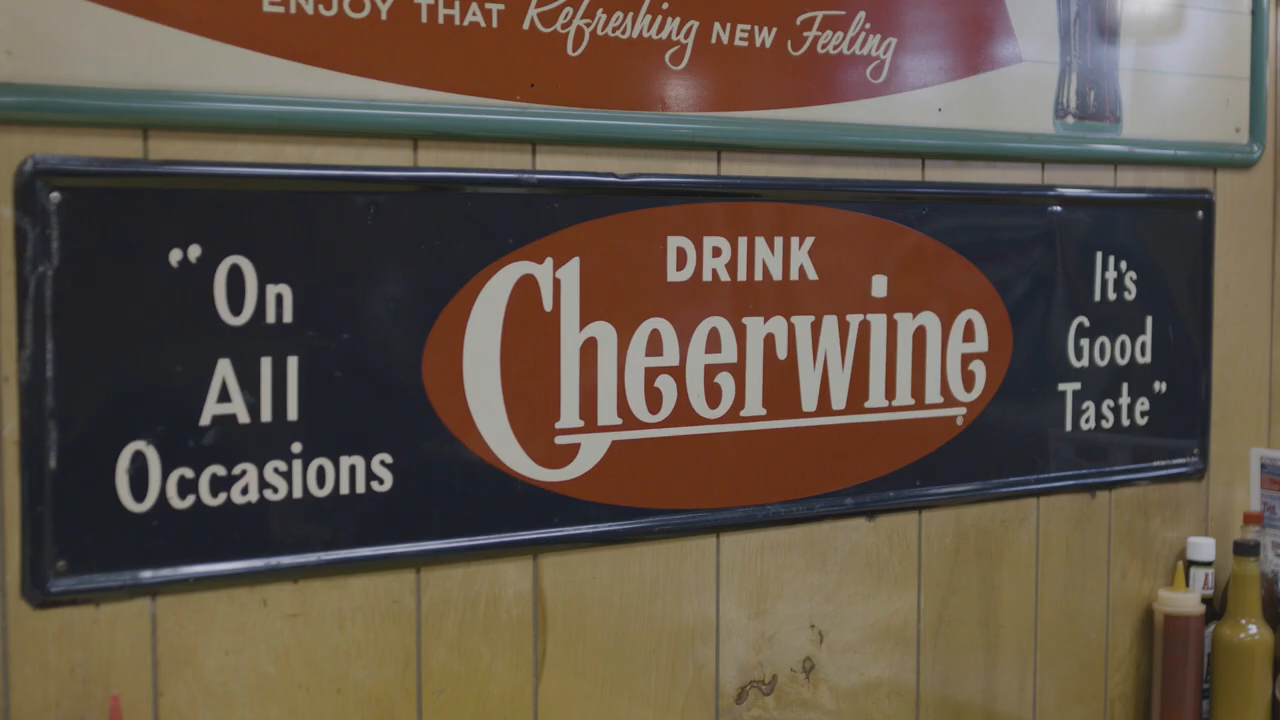 ENJOY THAT Refreshing NEW Feeling
“On
All
Occasions
DRINK
Cheerwine
It's
Good
Taste”